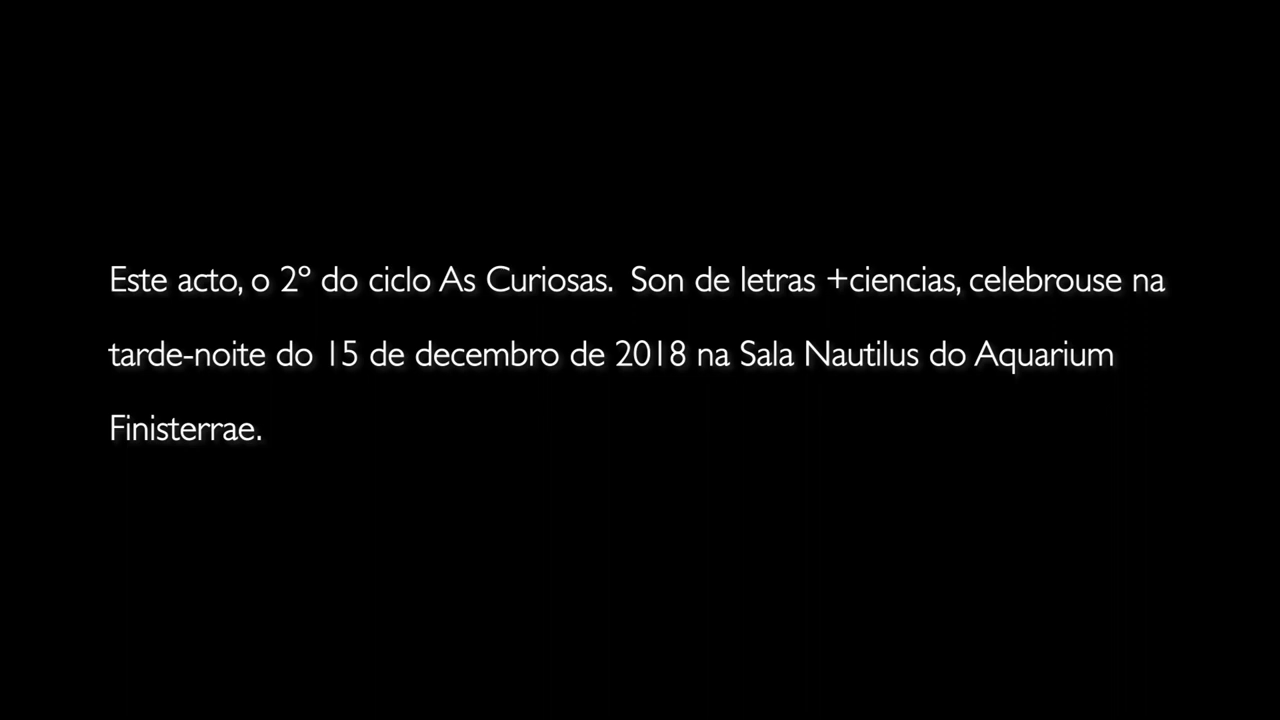 Este acto, o 2º do ciclo As Curiosas.  Son de letras +ciencias, celebrouse na
tarde-noite do 15 de decembro de 2018 na Sala Nautilus do Aquarium
Finisterrae.